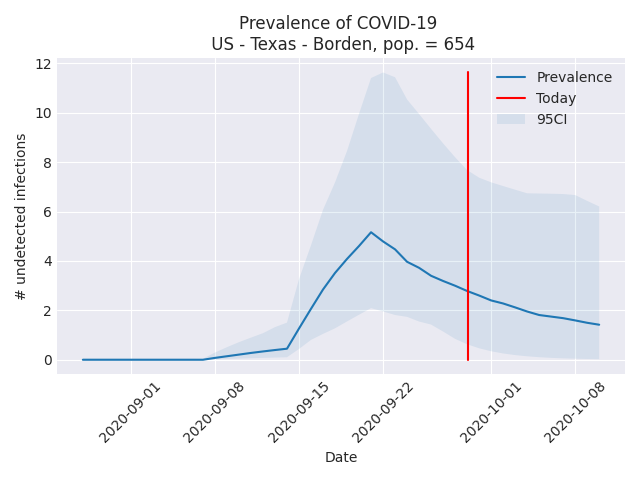 Prevalence of COVID-19
US - Texas - Borden, pop. = 654
12
10
8
6
4
2
0
# undetected infections
Prevalence
Today
95CI
2020-09-01
2020-09-08
2020-09-15
2020-09-22
2020-10-01
2020-10-08
Date